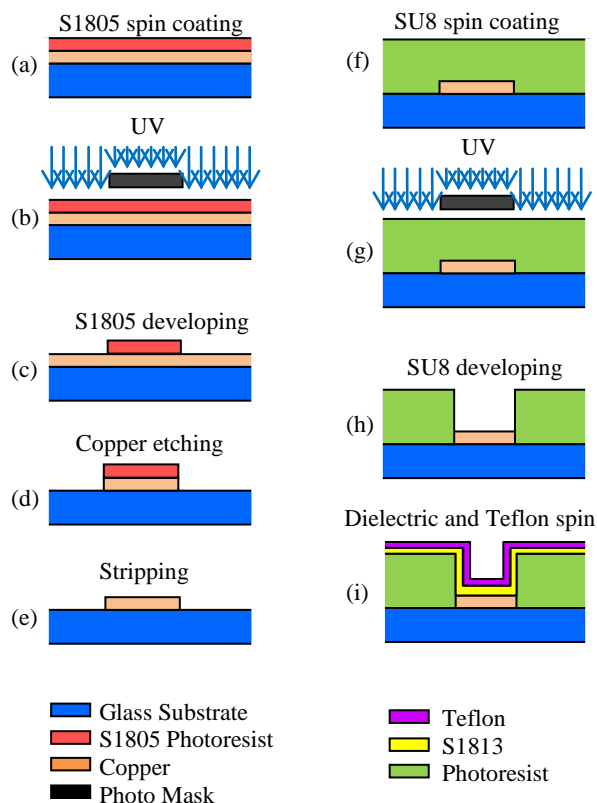 S1805 spin coating
(a)
UV
(b)
S1805 developing
(c)
Copper etching
(d)
Stripping
(e)
Glass Substrate
S1805 Photoresist
Copper
Photo Mask
SU8 spin coating
(f)
UV
(g)
SU8 developing
(h)
Dielectric and Teflon spin
(i)
Teflon
S1813
Photoresist